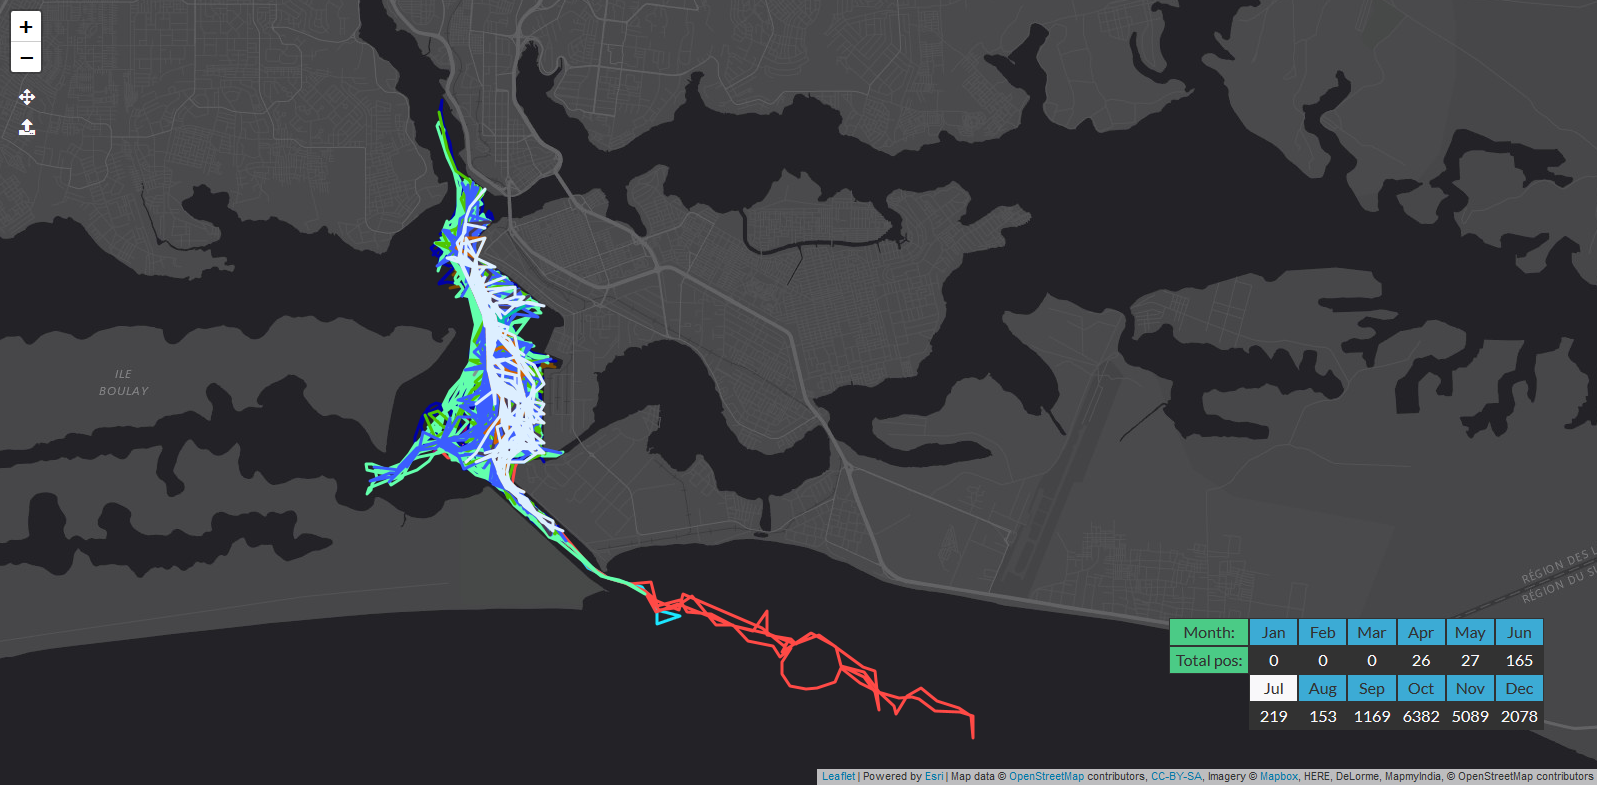 +
−
ILE
BOULAY
RÉGION DES L
RÉGION DU SU
Month: Jan Feb Mar Apr May Jun
Total pos: 0 0 0 26 27 165
Jul Aug Sep Oct Nov Dec
219 153 1169 6382 5089 2078
Leaflet | Powered by Esri | Map data © OpenStreetMap contributors, CC-BY-SA, Imagery © Mapbox, HERE, DeLorme, MapmyIndia, © OpenStreetMap contributors